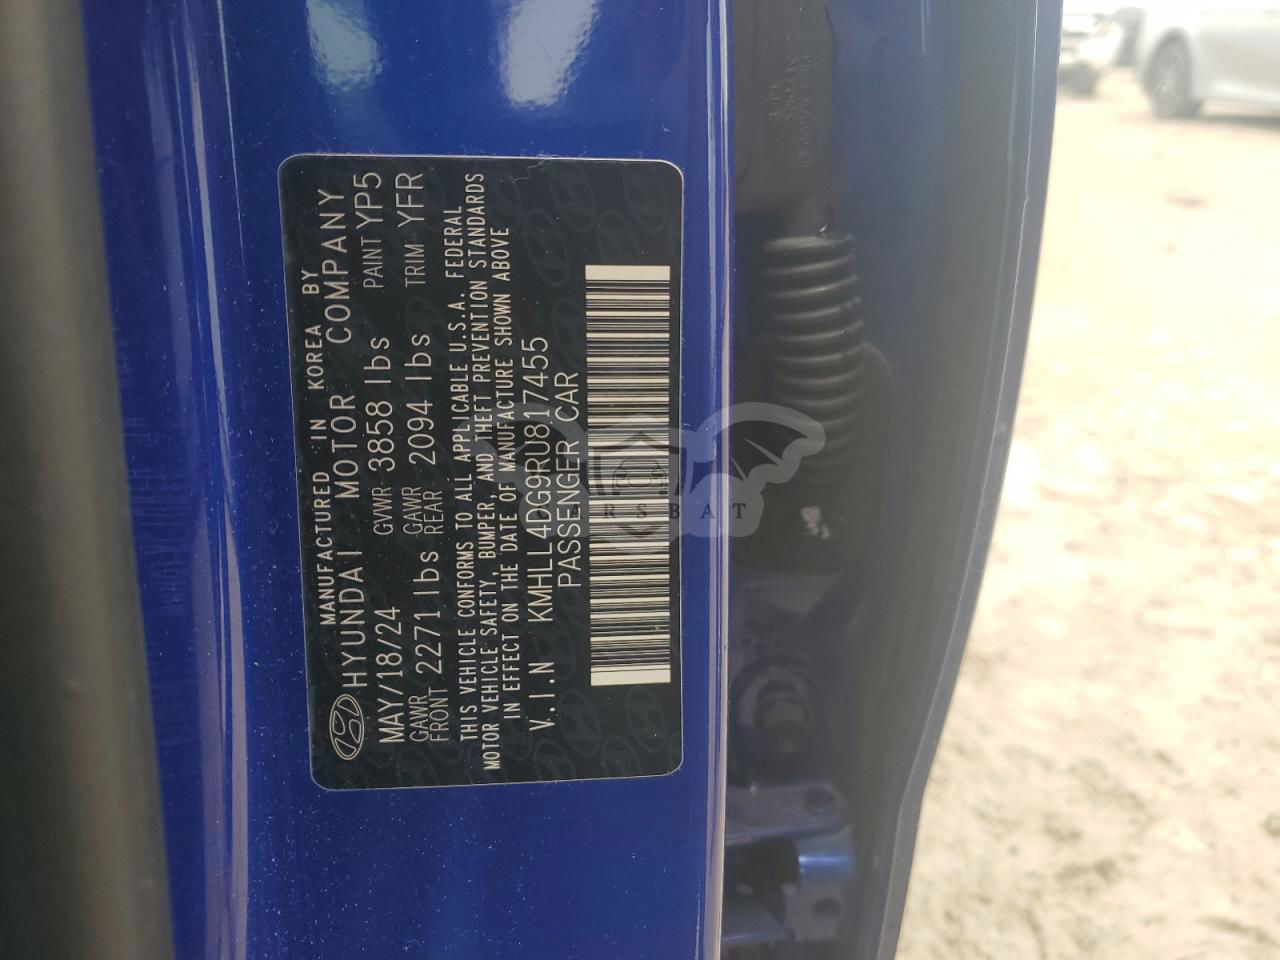 MANUFACTURED IN KOREA BY
HYUNDAI MOTOR COMPANY
MAY/18/24 GVWR 3858 lbs PAINT YP5
GAWR FRONT 2271 lbs GAWR REAR 2094 lbs TRIM YFR
THIS VEHICLE CONFORMS TO ALL APPLICABLE U.S.A. FEDERAL
MOTOR VEHICLE SAFETY, BUMPER, AND THEFT PREVENTION STANDARDS
IN EFFECT ON THE DATE OF MANUFACTURE SHOWN ABOVE
V.I.N KMHLL4DG9RU817455
PASSENGER CAR